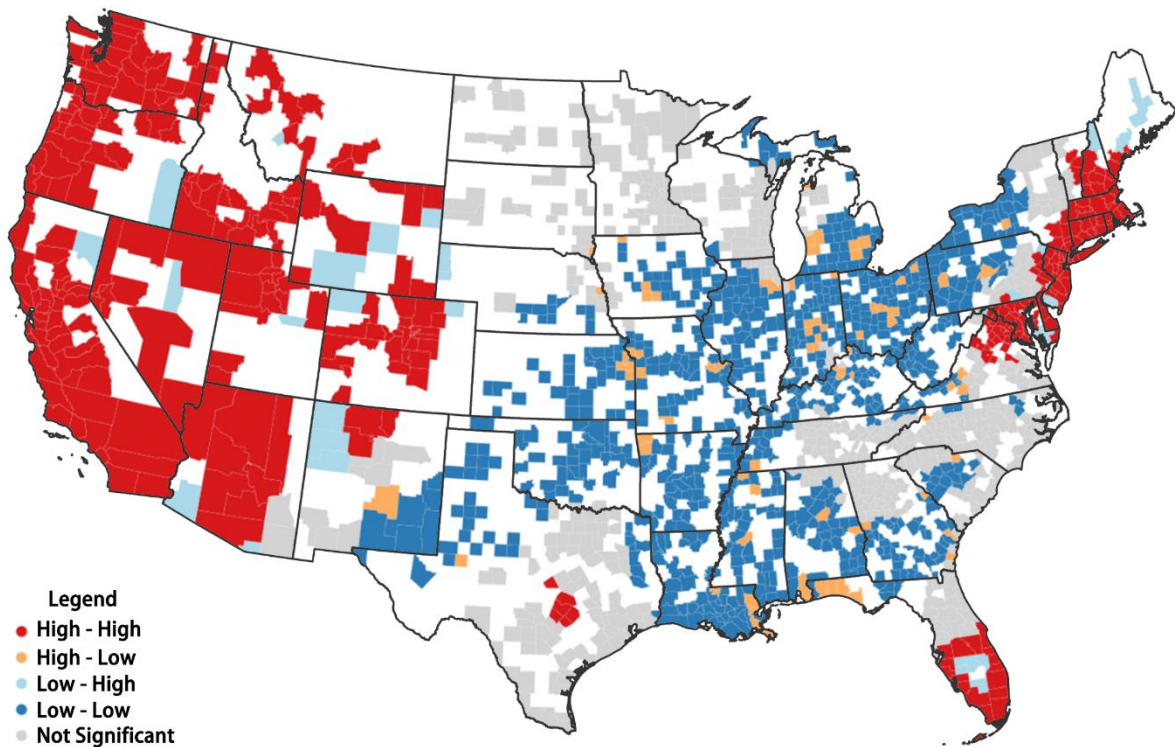 Legend
High - High
High - Low
Low - High
Low - Low
Not Significant